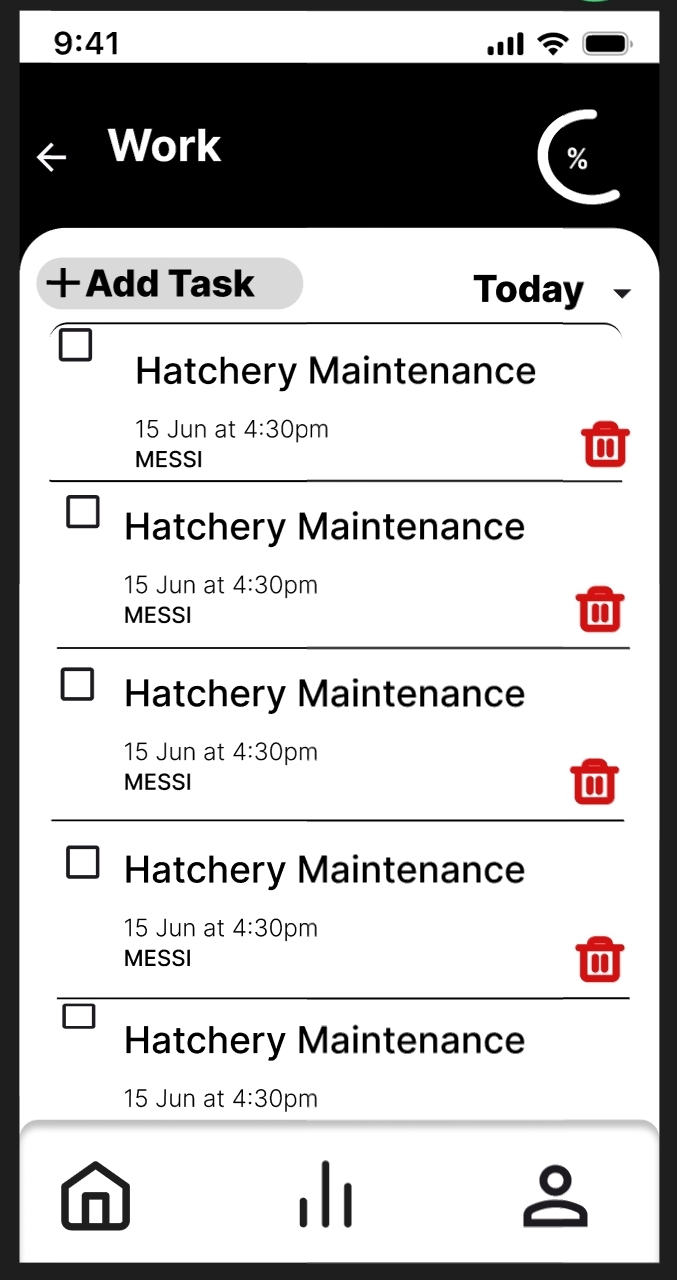 9:41
Work
%
+Add Task
Today
Hatchery Maintenance
15 Jun at 4:30pm
MESSI
Hatchery Maintenance
15 Jun at 4:30pm
MESSI
Hatchery Maintenance
15 Jun at 4:30pm
MESSI
Hatchery Maintenance
15 Jun at 4:30pm
MESSI
Hatchery Maintenance
15 Jun at 4:30pm